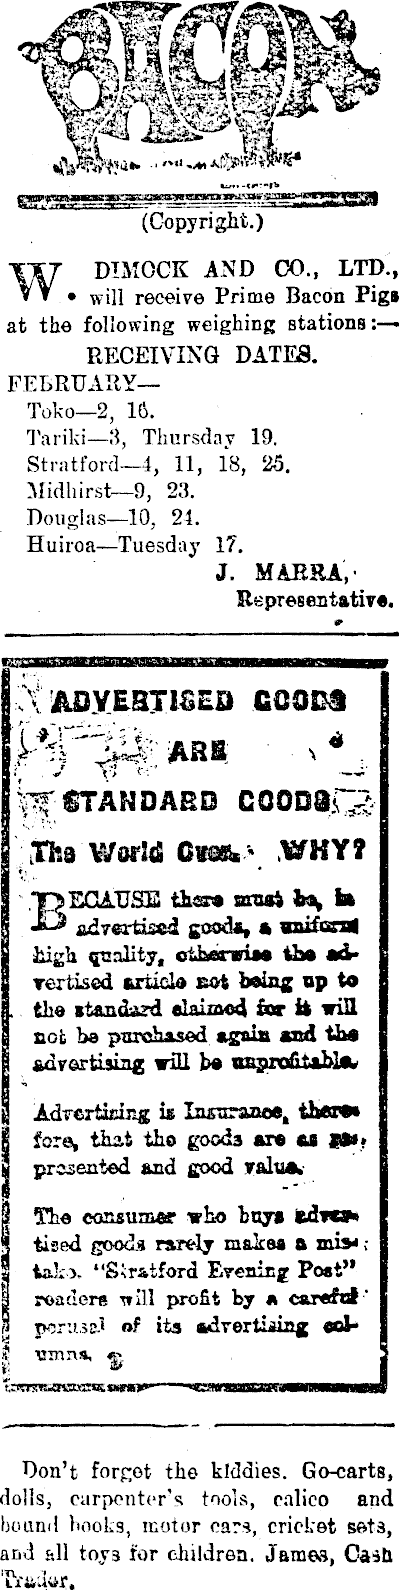 BACON
(Copyright.)
W. DIMOCK AND CO., LTD.,
will receive Prime Bacon Pigs
at the following weighing stations:—
RECEIVING DATES.
FEBRUARY—
Toko—2, 16.
Tariki—3, Thursday 19.
Stratford—4, 11, 18, 25.
Midhirst—9, 23.
Douglas—10, 24.
Huiroa—Tuesday 17.
J. MARRA,
Representative.
ADVERTISED GOODS
ARE
STANDARD GOODS
The World Over. WHY?
BECAUSE there must be, in
advertised goods, a uniform
high quality, otherwise the ad-
vertised article not being up to
the standard claimed for it will
not be purchased again and the
advertising will be unprofitable.
Advertising is Insurance, there-
fore, that the goods are as re-
presented and good value.
The consumer who buys adver-
tised goods rarely makes a mis-
take. "Stratford Evening Post"
readers will profit by a careful
perusal of its advertising col-
umns.
Don't forget the kiddies. Go-carts,
dolls, carpenter's tools, calico and
bound books, motor cars, cricket sets,
and all toys for children. James, Cash
Trader.